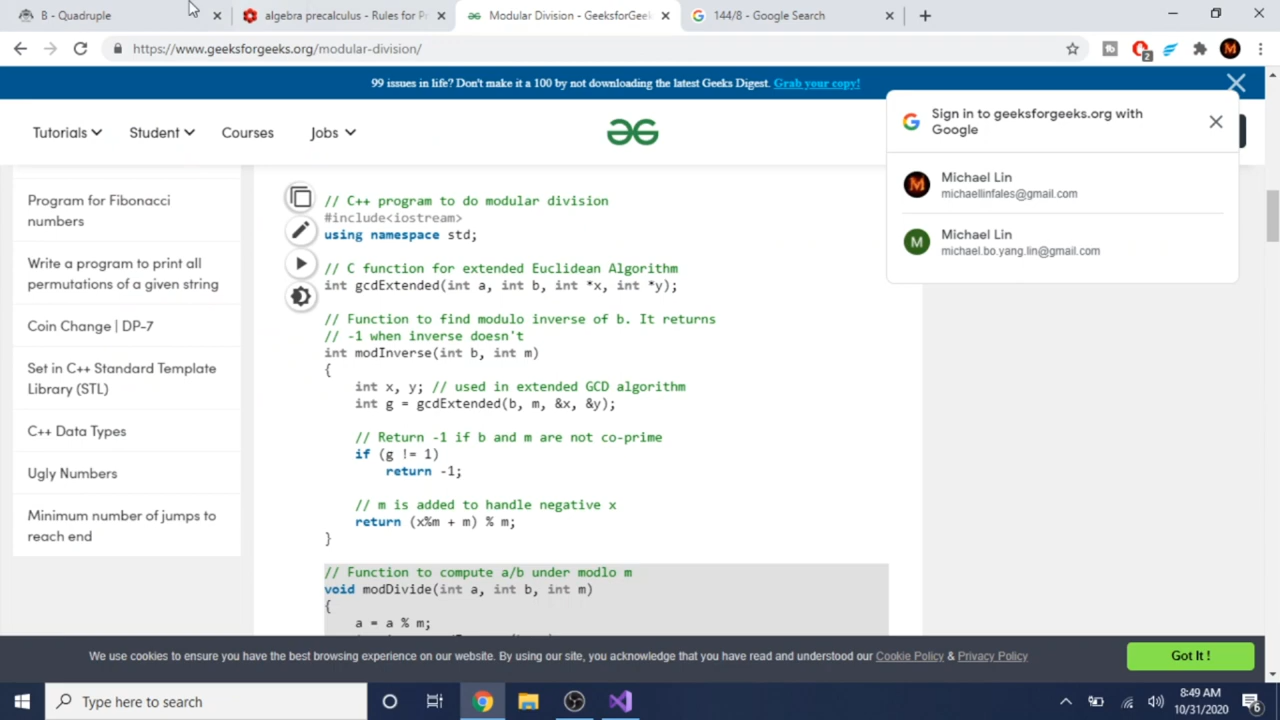 B - Quadruple
algebra precalculus - Rules for Pr
Modular Division - GeeksforGeek
144/8 - Google Search
https://www.geeksforgeeks.org/modular-division/
2
M
99 issues in life? Don't make it a 100 by not downloading the latest Geeks Digest. Grab your copy!
Tutorials
Student
Courses
Jobs
Sign in to geeksforgeeks.org with
Google
M
Michael Lin
michaellinfales@gmail.com
M
Michael Lin
michael.bo.yang.lin@gmail.com
Program for Fibonacci
numbers
Write a program to print all
permutations of a given string
Coin Change | DP-7
Set in C++ Standard Template
Library (STL)
C++ Data Types
Ugly Numbers
Minimum number of jumps to
reach end
// C++ program to do modular division
#include<iostream>
using namespace std;
// C function for extended Euclidean Algorithm
int gcdExtended(int a, int b, int *x, int *y);
// Function to find modulo inverse of b. It returns
// -1 when inverse doesn't
int modInverse(int b, int m)
{
int x, y; // used in extended GCD algorithm
int g = gcdExtended(b, m, &x, &y);
// Return -1 if b and m are not co-prime
if (g != 1)
return -1;
// m is added to handle negative x
return (x%m + m) % m;
}
// Function to compute a/b under modlo m
void modDivide(int a, int b, int m)
{
a = a % m;
We use cookies to ensure you have the best browsing experience on our website. By using our site, you acknowledge that you have read and understood our Cookie Policy & Privacy Policy
Got It !
Type here to search
8:49 AM
10/31/2020
6